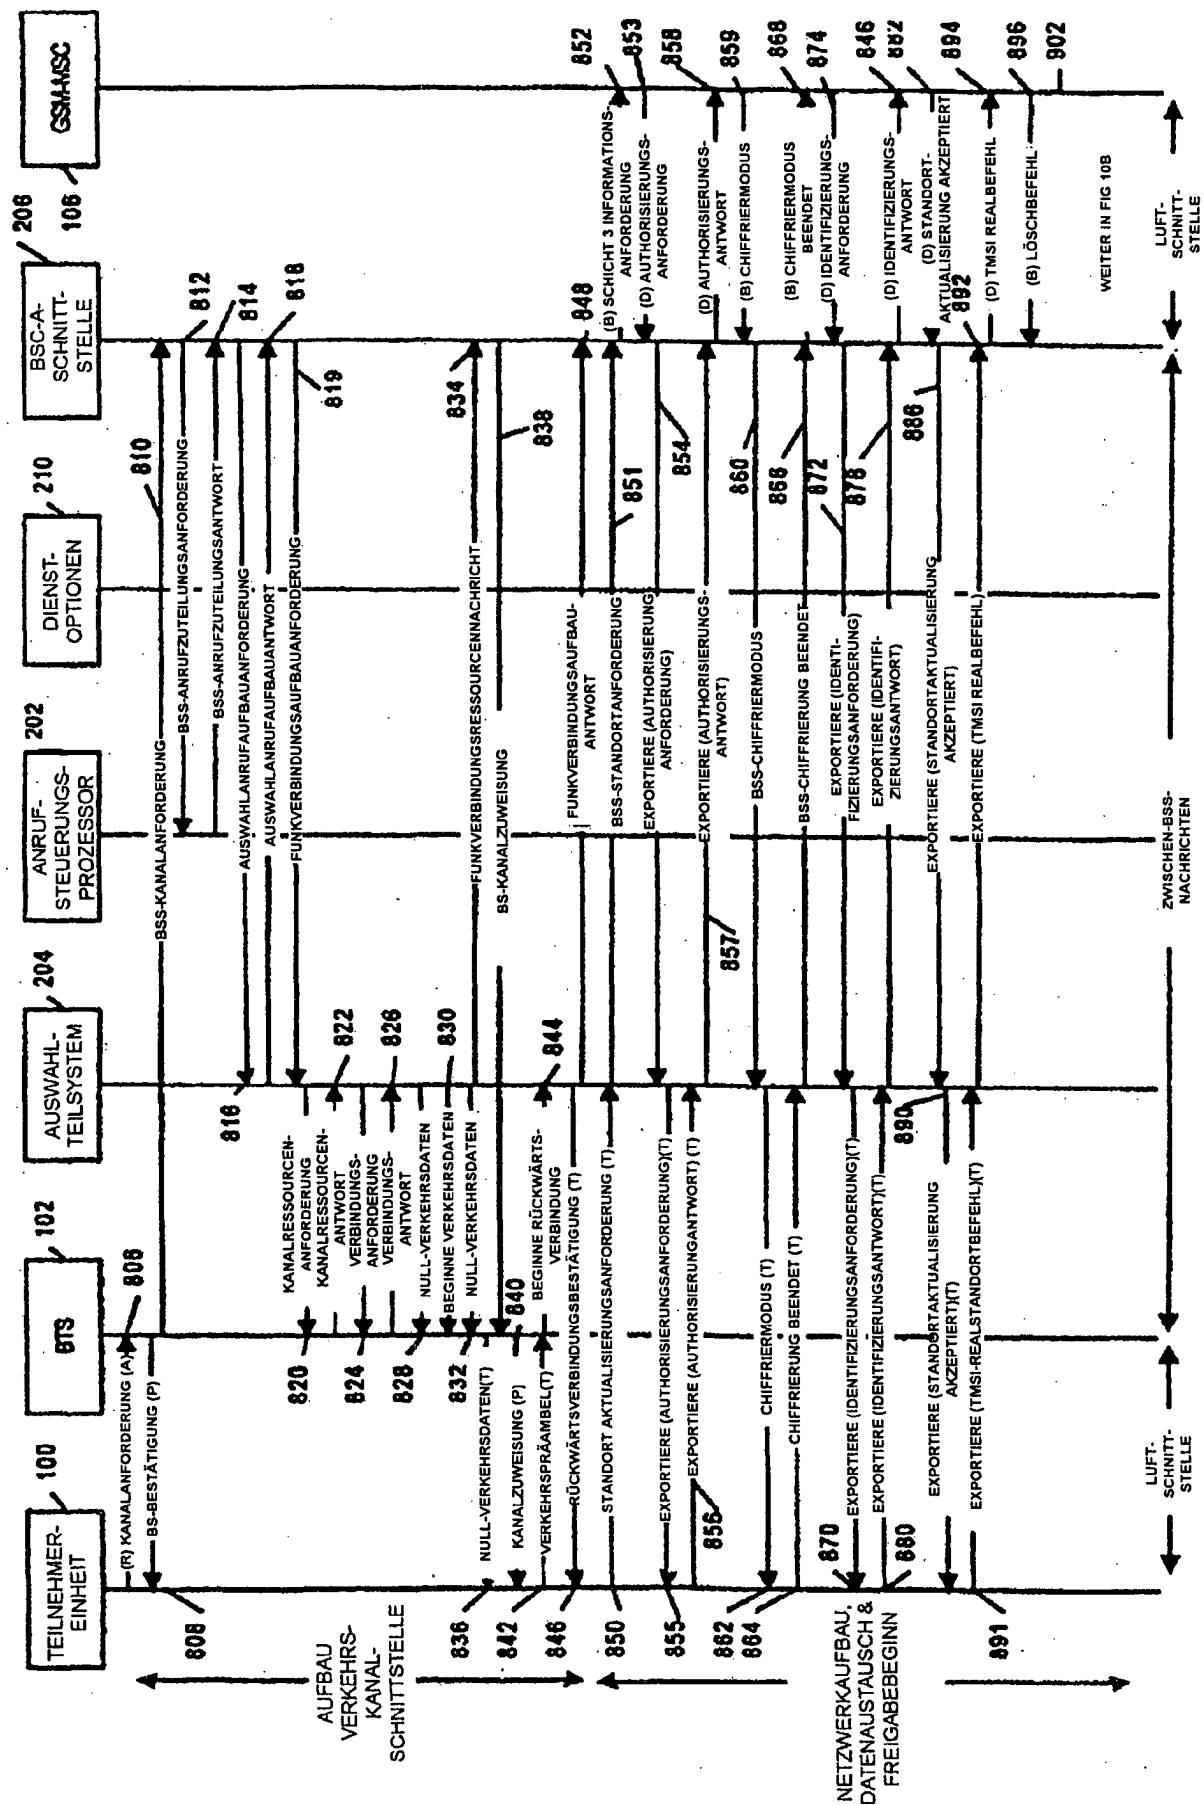 TEILNEHMER-
EINHEIT
100
BTS
102
AUSWAHL-
TEILSYSTEM
204
ANRUF-
STEUERUNGS-
PROZESSOR
202
DIENST-
OPTIONEN
210
BSC-A-
SCHNITT-
STELLE
206
GSM-MSC
106
AUFBAU
VERKEHRS-
KANAL-
SCHNITTSTELLE
(R) KANALANFORDERUNG (A)
806
BS-BESTÄTIGUNG (P)
808
BSS-KANALANFORDERUNG
810
BSS-ANRUFZUTEILUNGSANFORDERUNG
812
BSS-ANRUFZUTEILUNGSANTWORT
814
AUSWAHLANRUFAUFBAUANFORDERUNG
816
AUSWAHLANRUFAUFBAUANTWORT
818
FUNKVERBINDUNGSAUFBAUANFORDERUNG
819
KANALRESSOURCEN-
ANFORDERUNG
820
KANALRESSOURCEN-
ANTWORT
822
VERBINDUNGS-
ANFORDERUNG
824
VERBINDUNGS-
ANTWORT
826
NULL-VERKEHRSDATEN
828
BEGINNE VERKEHRSDATEN
830
NULL-VERKEHRSDATEN
832
FUNKVERBINDUNGSRESSOURCENNACHRICHT
834
NULL-VERKEHRSDATEN(T)
836
BS-KANALZUWEISUNG
838
840
KANALZUWEISUNG (P)
842
VERKEHRSPRÄAMBEL(T)
BEGINNE RÜCKWÄRTS-
VERBINDUNG
844
RÜCKWÄRTSVERBINDUNGSBESTÄTIGUNG (T)
846
FUNKVERBINDUNGSAUFBAU-
ANTWORT
848
NETZWERKAUFBAU,
DATENAUSTAUSCH &
FREIGABEBEGINN
STANDORT AKTUALISIERUNGSANFORDERUNG (T)
850
BSS-STANDORTANFORDERUNG
851
(B) SCHICHT 3 INFORMATIONS-
ANFORDERUNG
852
(D) AUTHORISIERUNGS-
ANFORDERUNG
853
EXPORTIERE (AUTHORISIERUNG
ANFORDERUNG)
854
EXPORTIERE (AUTHORISIERUNGSANFORDERUNG)(T)
855
EXPORTIERE (AUTHORISIERUNGANTWORT) (T)
856
EXPORTIERE (AUTHORISIERUNGS-
ANTWORT)
857
(D) AUTHORISIERUNGS-
ANTWORT
858
(B) CHIFFRIERMODUS
859
BSS-CHIFFRIERMODUS
860
CHIFFRIERMODUS (T)
862
CHIFFRIERUNG BEENDET (T)
864
BSS-CHIFFRIERUNG BEENDET
866
(B) CHIFFRIERMODUS
BEENDET
868
(D) IDENTIFIZIERUNGS-
ANFORDERUNG
874
EXPORTIERE (IDENTI-
FIZIERUNGSANFORDERUNG)
872
EXPORTIERE (IDENTIFIZIERUNGSANFORDERUNG)(T)
870
EXPORTIERE (IDENTIFIZIERUNGSANTWORT)(T)
880
EXPORTIERE (IDENTIFI-
ZIERUNGSANTWORT)
878
(D) IDENTIFIZIERUNGS-
ANTWORT
846
(D) STANDORT-
AKTUALISIERUNG AKZEPTIERT
882
EXPORTIERE (STANDORTAKTUALISIERUNG
AKZEPTIERT)
886
EXPORTIERE (STANDORTAKTUALISIERUNG
AKZEPTIERT)(T)
890
EXPORTIERE (TMSI-REALSTANDORTBEFEHL)(T)
891
EXPORTIERE (TMSI REALBEFEHL)
892
(D) TMSI REALBEFEHL
894
(B) LÖSCHBEFEHL
896
902
WEITER IN FIG 10B
LUFT-
SCHNITT-
STELLE
ZWISCHEN-BSS-
NACHRICHTEN
LUFT-
SCHNITT-
STELLE